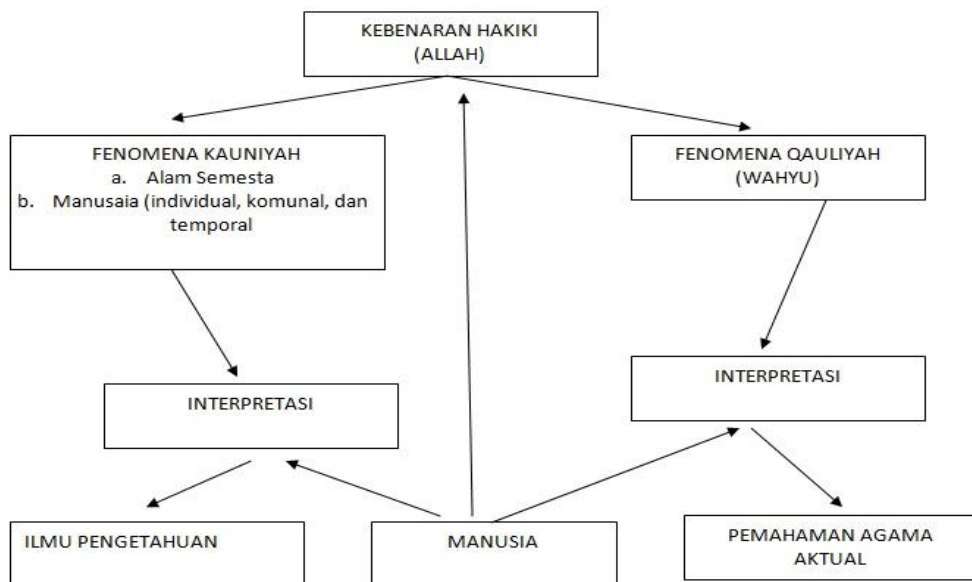 KEBENARAN HAKIKI
(ALLAH)
FENOMENA KAUNIYAH
a. Alam Semesta
b. Manusaia (individual, komunal, dan
temporal
FENOMENA QAULIYAH
(WAHYU)
INTERPRETASI
INTERPRETASI
ILMU PENGETAHUAN
MANUSIA
PEMAHAMAN AGAMA
AKTUAL